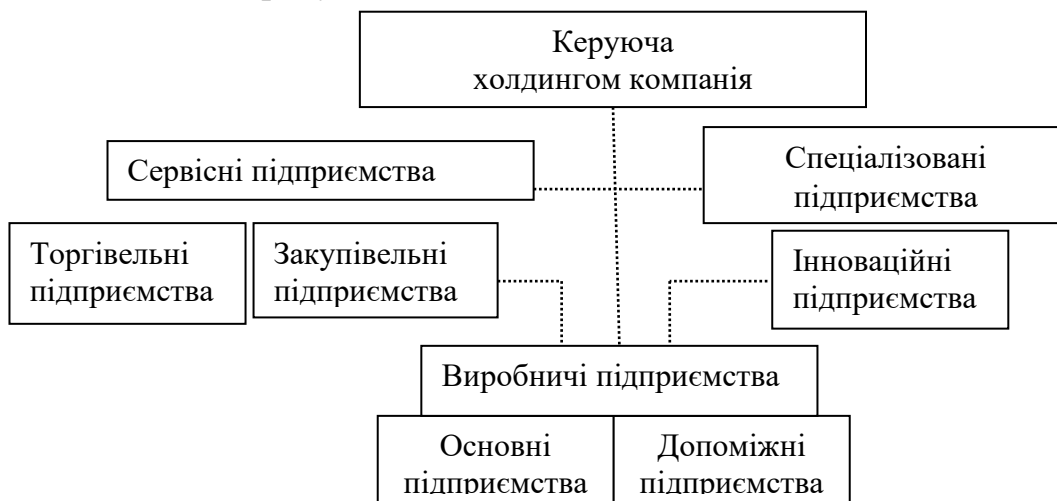 Керуюча
холдингом компанія
Сервісні підприємства
Спеціалізовані
підприємства
Торгівельні
підприємства
Закупівельні
підприємства
Інноваційні
підприємства
Виробничі підприємства
Основні
підприємства
Допоміжні
підприємства